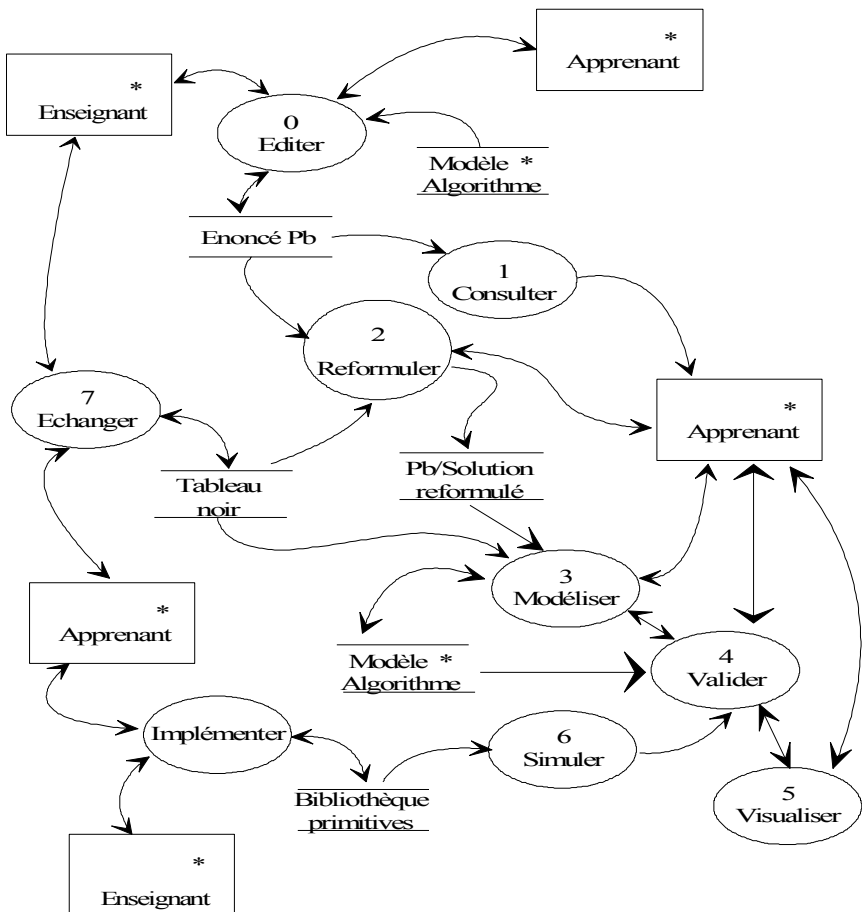 *
Apprenant
*
Enseignant
0
Editer
Modèle *
Algorithme
Enoncé Pb
1
Consulter
2
Reformuler
7
Echanger
*
Apprenant
Pb/Solution
reformulé
Tableau
noir
3
Modéliser
*
Apprenant
Modèle *
Algorithme
4
Valider
Implémenter
6
Simuler
5
Visualiser
Bibliothèque
primitives
*
Enseignant